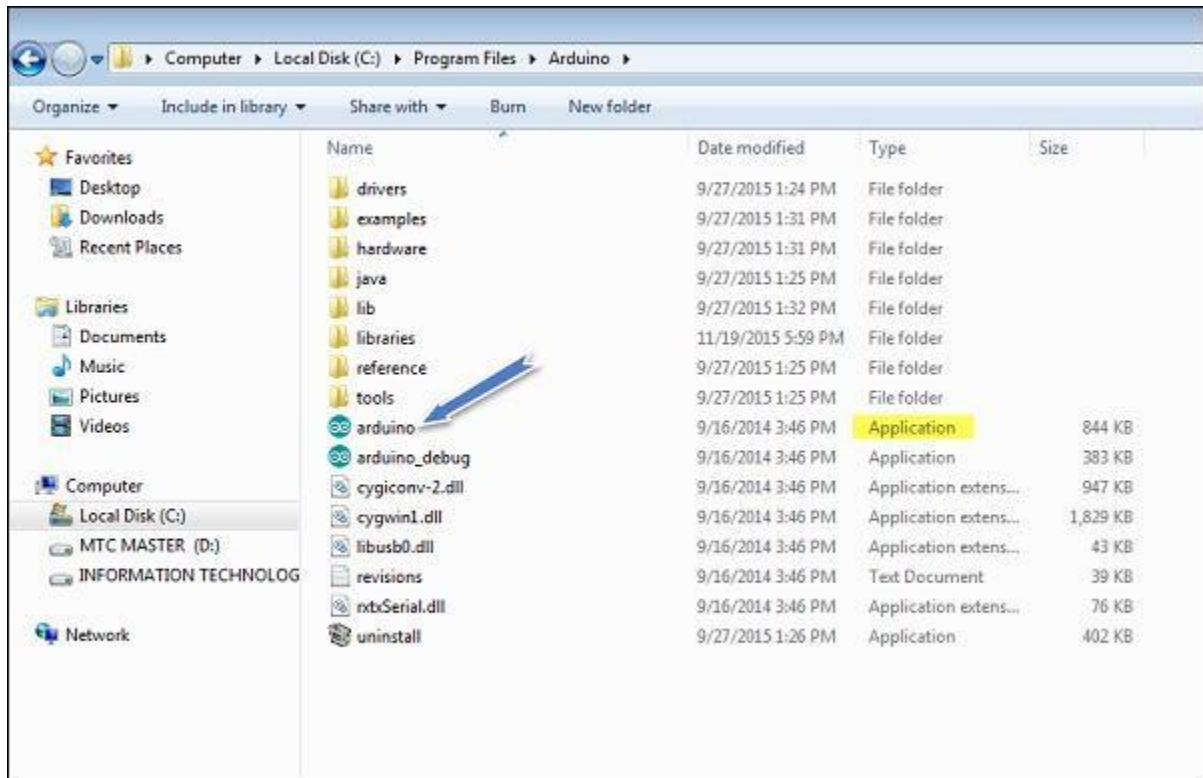 Computer Local Disk (C:) Program Files Arduino
Organize Include in library Share with Burn New folder
Favorites
Desktop
Downloads
Recent Places
Libraries
Documents
Music
Pictures
Videos
Computer
Local Disk (C:)
MTC MASTER (D:)
INFORMATION TECHNOLOG
Network
Name Date modified Type Size
drivers 9/27/2015 1:24 PM File folder
examples 9/27/2015 1:31 PM File folder
hardware 9/27/2015 1:31 PM File folder
java 9/27/2015 1:25 PM File folder
lib 9/27/2015 1:32 PM File folder
libraries 11/19/2015 5:59 PM File folder
reference 9/27/2015 1:25 PM File folder
tools 9/27/2015 1:25 PM File folder
arduino 9/16/2014 3:46 PM Application 844 KB
arduino_debug 9/16/2014 3:46 PM Application 383 KB
cygiconv-2.dll 9/16/2014 3:46 PM Application extens... 947 KB
cygwin1.dll 9/16/2014 3:46 PM Application extens... 1,829 KB
libusb0.dll 9/16/2014 3:46 PM Application extens... 43 KB
revisions 9/16/2014 3:46 PM Text Document 39 KB
rxtxSerial.dll 9/16/2014 3:46 PM Application extens... 76 KB
uninstall 9/27/2015 1:26 PM Application 402 KB